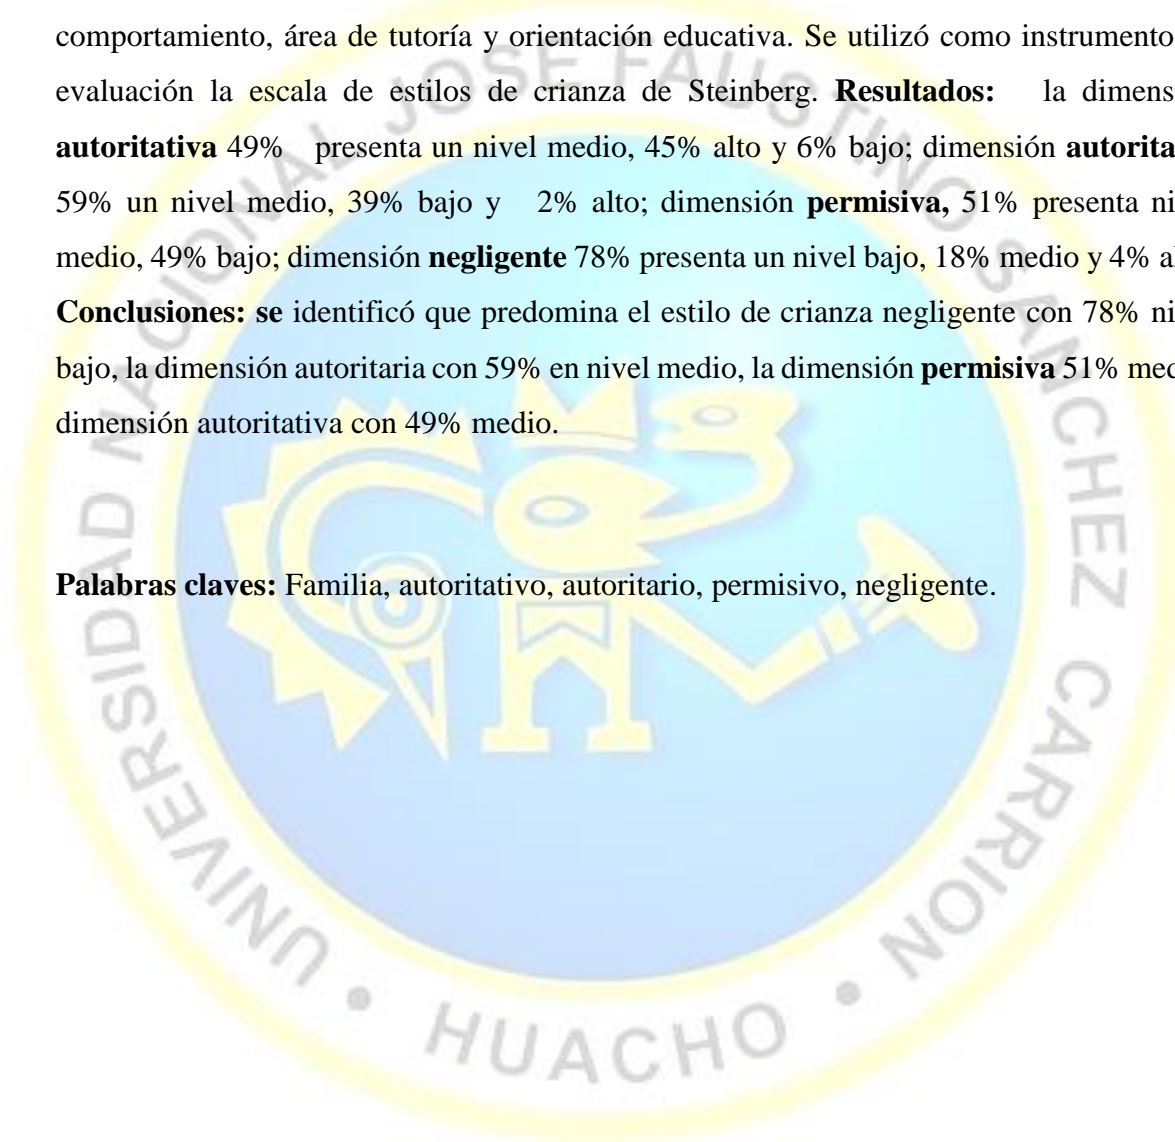 comportamiento, área de tutoría y orientación educativa. Se utilizó como instrumento
evaluación la escala de estilos de crianza de Steinberg. Resultados: la dimens
autoritativa 49% presenta un nivel medio, 45% alto y 6% bajo; dimensión autorita
59% un nivel medio, 39% bajo y 2% alto; dimensión permisiva, 51% presenta ni
medio, 49% bajo; dimensión negligente 78% presenta un nivel bajo, 18% medio y 4% a
Conclusiones: se identificó que predomina el estilo de crianza negligente con 78% ni
bajo, la dimensión autoritaria con 59% en nivel medio, la dimensión permisiva 51% med
dimensión autoritativa con 49% medio.
Palabras claves: Familia, autoritativo, autoritario, permisivo, negligente.
UNIVERSIDAD NACIONAL JOSE FAUSTINO SANCHEZ CARRION
• HUACHO •